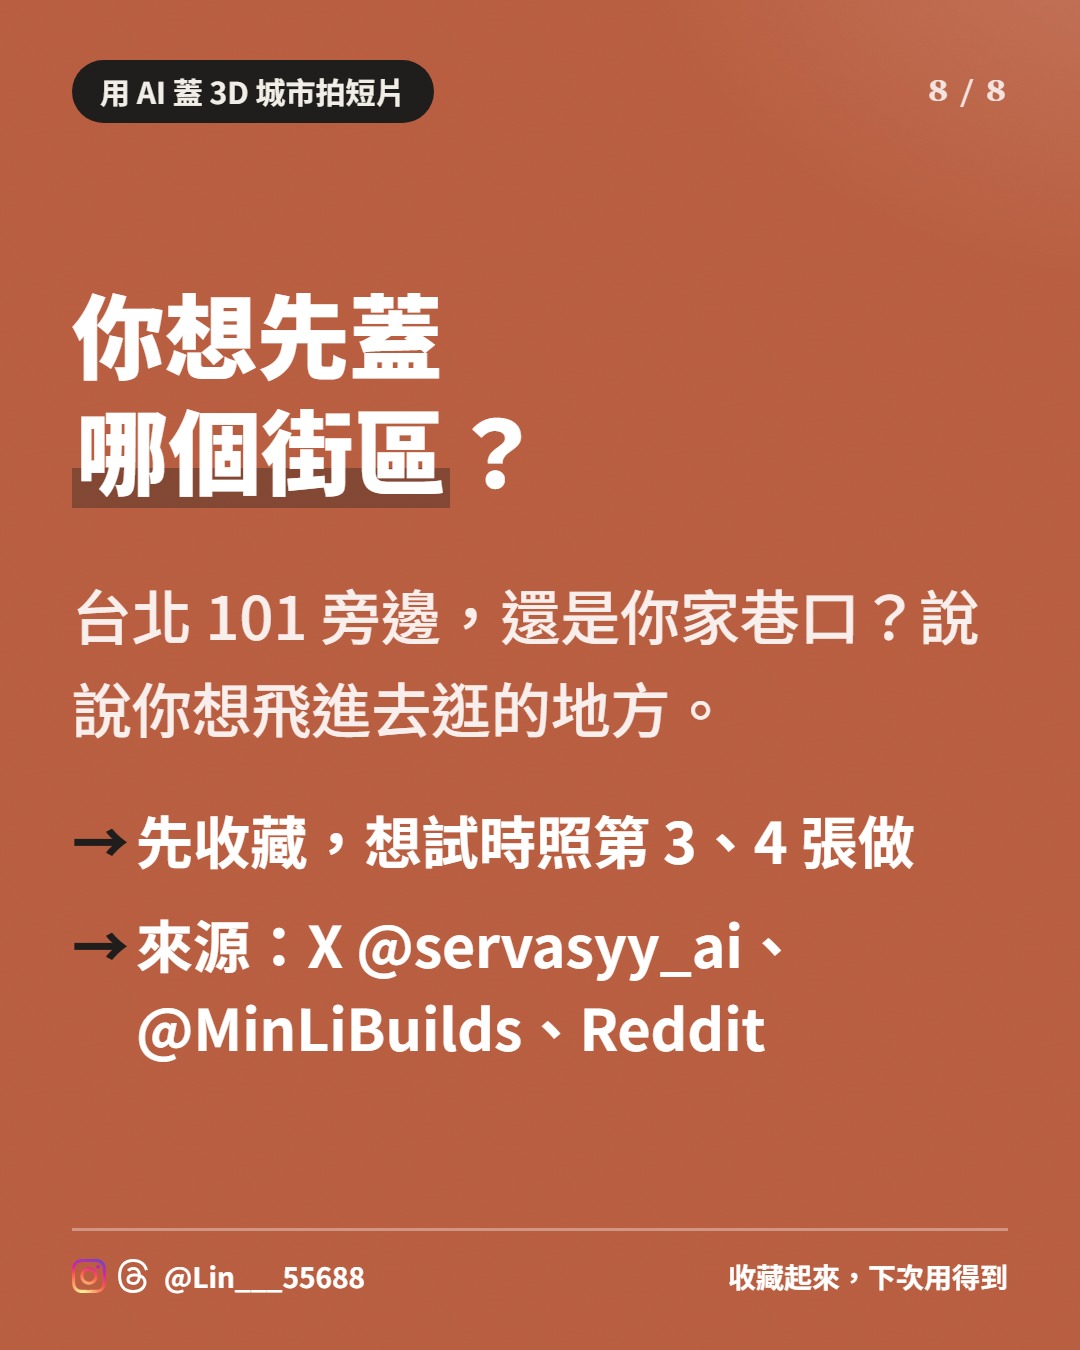 用 AI 蓋 3D 城市拍短片
8 / 8
你想先蓋
哪個街區？
台北 101 旁邊，還是你家巷口？說
說你想飛進去逛的地方。
→ 先收藏，想試時照第 3、4 張做
→ 來源：X @servasyy_ai、
@MinLiBuilds、Reddit
@Lin___55688
收藏起來，下次用得到